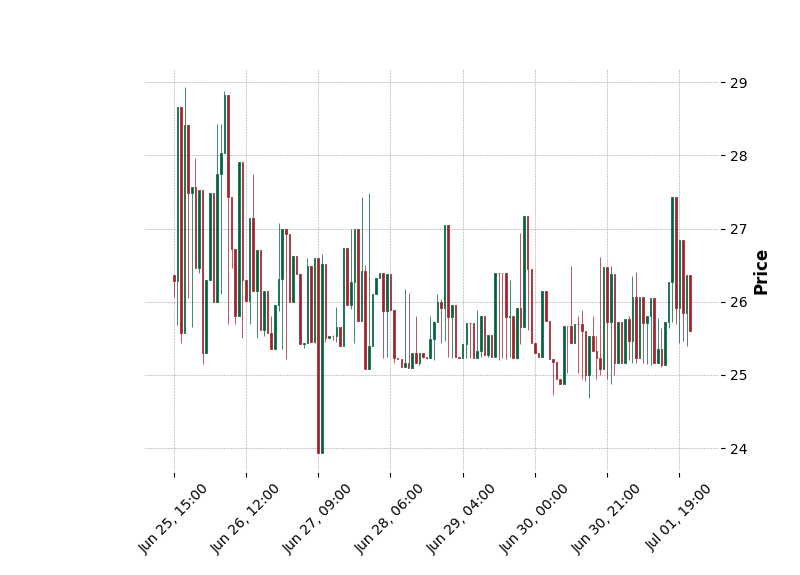 29
28
27
26
25
24
Price
Jun 25, 15:00
Jun 26, 12:00
Jun 27, 09:00
Jun 28, 06:00
Jun 29, 04:00
Jun 30, 00:00
Jun 30, 21:00
Jul 01, 19:00